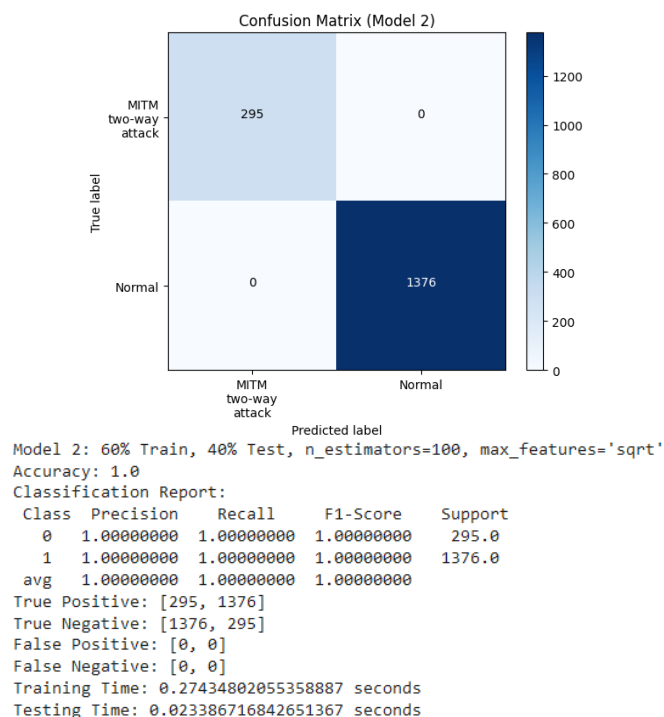 Confusion Matrix (Model 2)
MITM
two-way
attack
Normal
True label
295
0
0
1376
MITM
two-way
attack
Normal
Predicted label
1200
1000
800
600
400
200
0
Model 2: 60% Train, 40% Test, n_estimators=100, max_features='sqrt'
Accuracy: 1.0
Classification Report:
Class Precision Recall F1-Score Support
0 1.00000000 1.00000000 1.00000000 295.0
1 1.00000000 1.00000000 1.00000000 1376.0
avg 1.00000000 1.00000000 1.00000000
True Positive: [295, 1376]
True Negative: [1376, 295]
False Positive: [0, 0]
False Negative: [0, 0]
Training Time: 0.27434802055358887 seconds
Testing Time: 0.023386716842651367 seconds